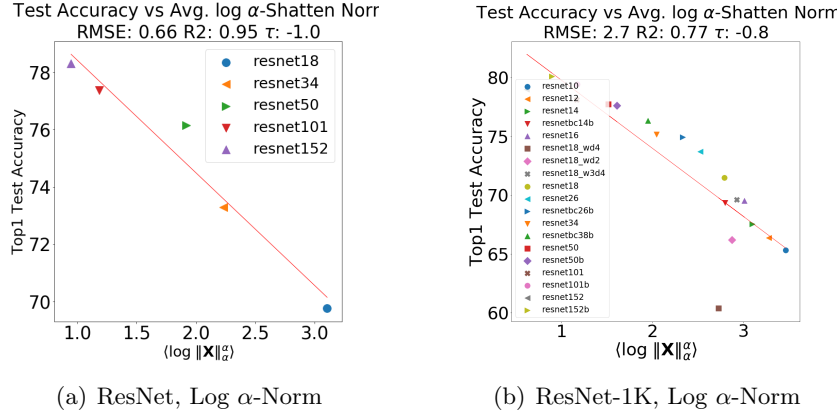 Test Accuracy vs Avg. log α-Shatten Norm
RMSE: 0.66 R2: 0.95 τ: -1.0
Top1 Test Accuracy
78
76
74
72
70
resnet18
resnet34
resnet50
resnet101
resnet152
1.0 1.5 2.0 2.5 3.0
⟨log ‖X‖αα⟩
(a) ResNet, Log α-Norm
Test Accuracy vs Avg. log α-Shatten Norm
RMSE: 2.7 R2: 0.77 τ: -0.8
Top1 Test Accuracy
80
75
70
65
60
resnet10
resnet12
resnet14
resnetbc14b
resnet16
resnet18_wd4
resnet18_wd2
resnet18_w3d4
resnet18
resnet26
resnetbc26b
resnet34
resnetbc38b
resnet50
resnet50b
resnet101
resnet101b
resnet152
resnet152b
1 2 3
⟨log ‖X‖αα⟩
(b) ResNet-1K, Log α-Norm